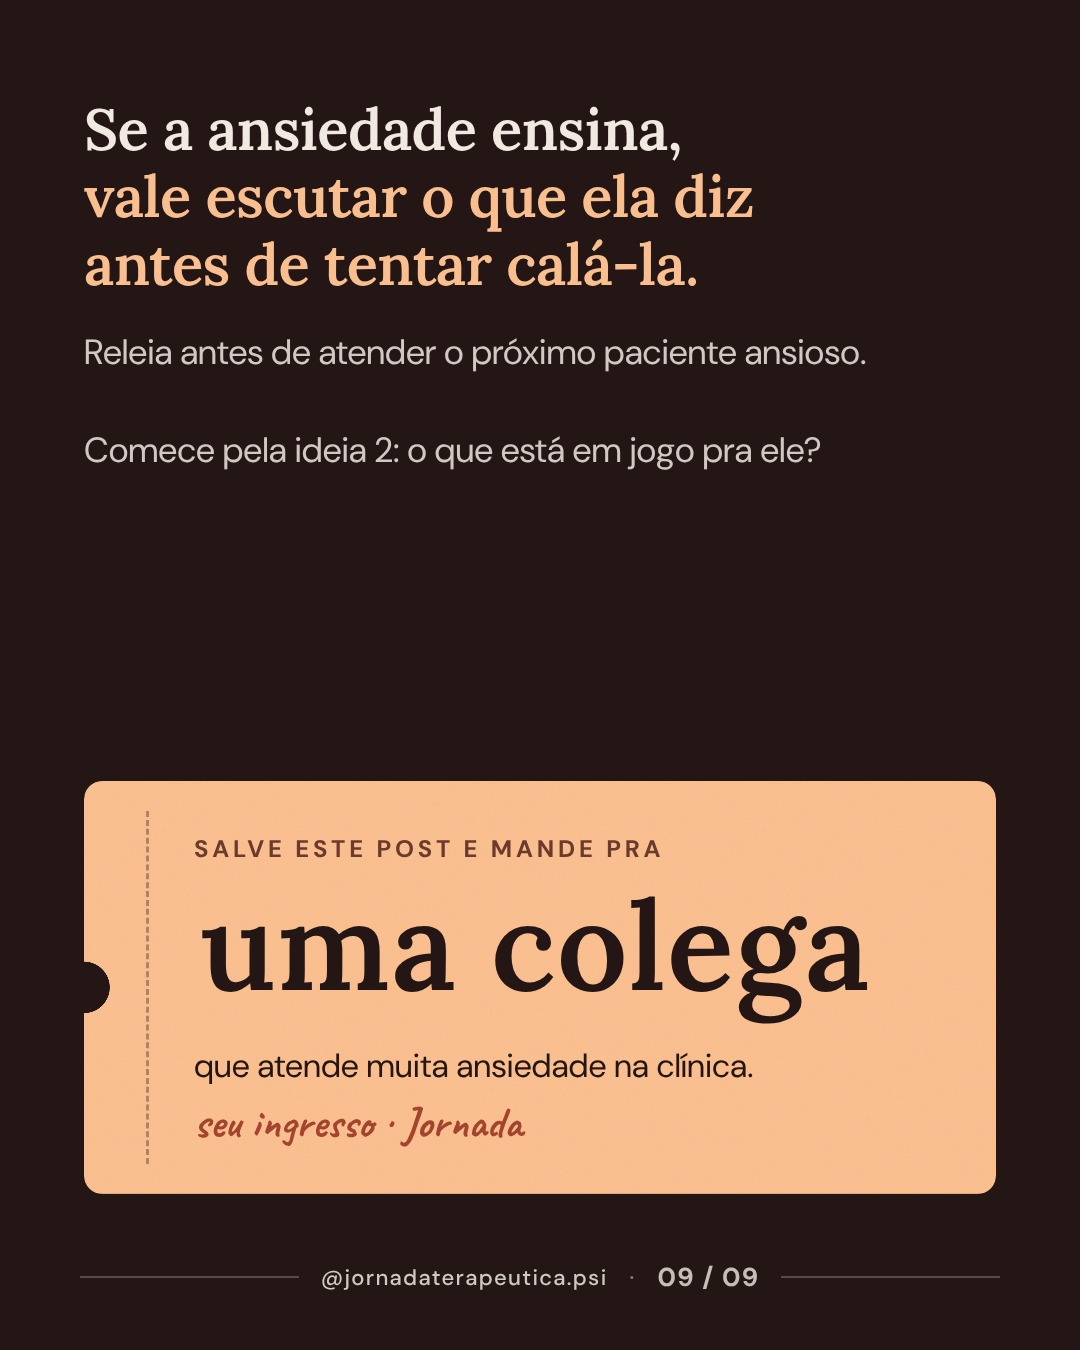 Se a ansiedade ensina,
vale escutar o que ela diz
antes de tentar calá-la.
Releia antes de atender o próximo paciente ansioso.
Comece pela ideia 2: o que está em jogo pra ele?
SALVE ESTE POST E MANDE PRA
uma colega
que atende muita ansiedade na clínica.
seu ingresso · Jornada
@jornadaterapeutica.psi · 09 / 09